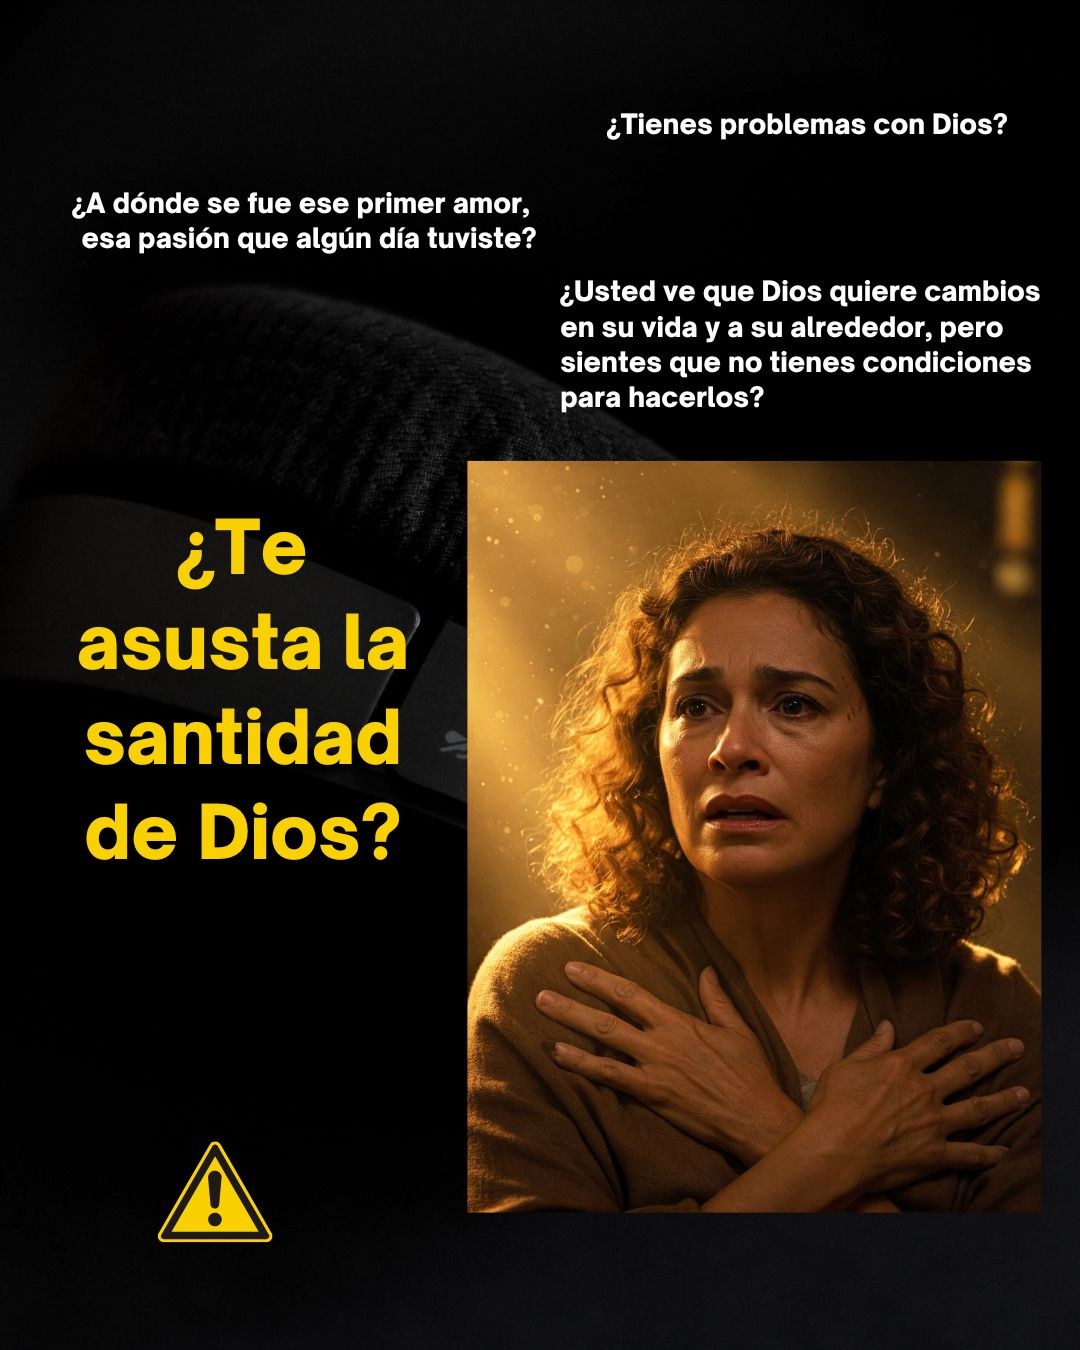 ¿Tienes problemas con Dios?
¿A dónde se fue ese primer amor,
esa pasión que algún día tuviste?
¿Usted ve que Dios quiere cambios
en su vida y a su alrededor, pero
sientes que no tienes condiciones
para hacerlos?
¿Te
asusta la
santidad
de Dios?